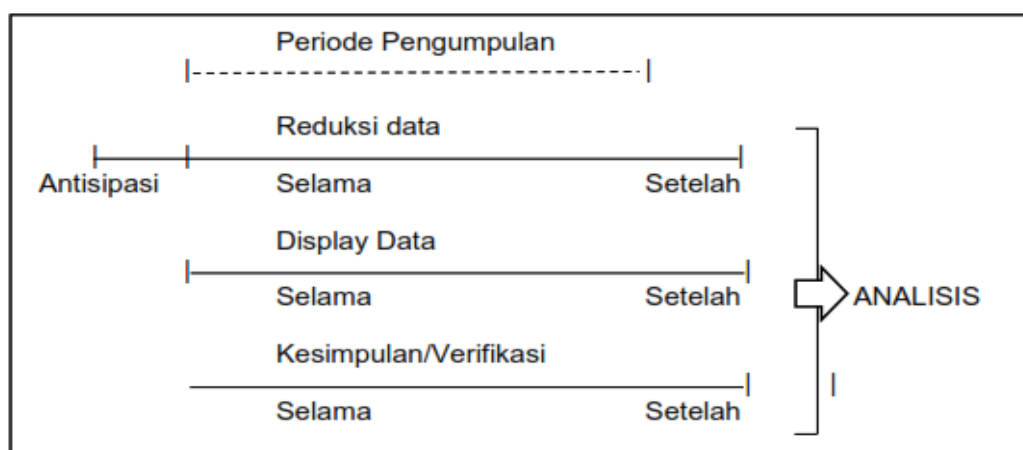 Periode Pengumpulan
Reduksi data
Antisipasi Selama Setelah
Display Data
Selama Setelah
ANALISIS
Kesimpulan/Verifikasi
Selama Setelah